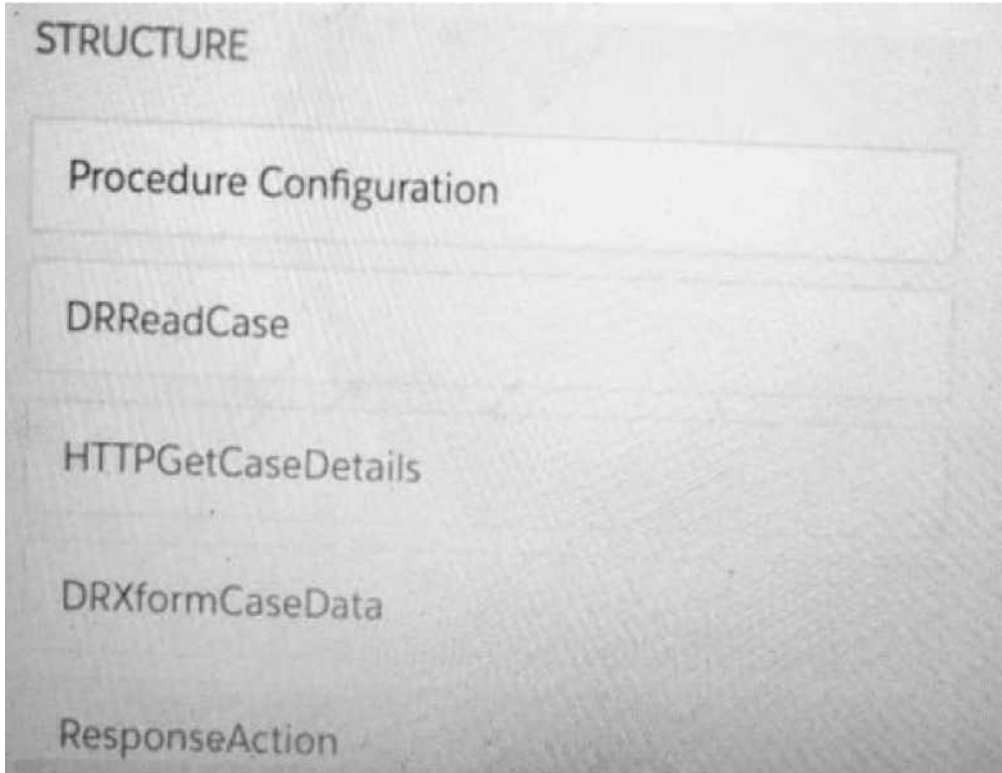 STRUCTURE
Procedure Configuration
DRReadCase
HTTPGetCaseDetails
DRXformCaseData
ResponseAction